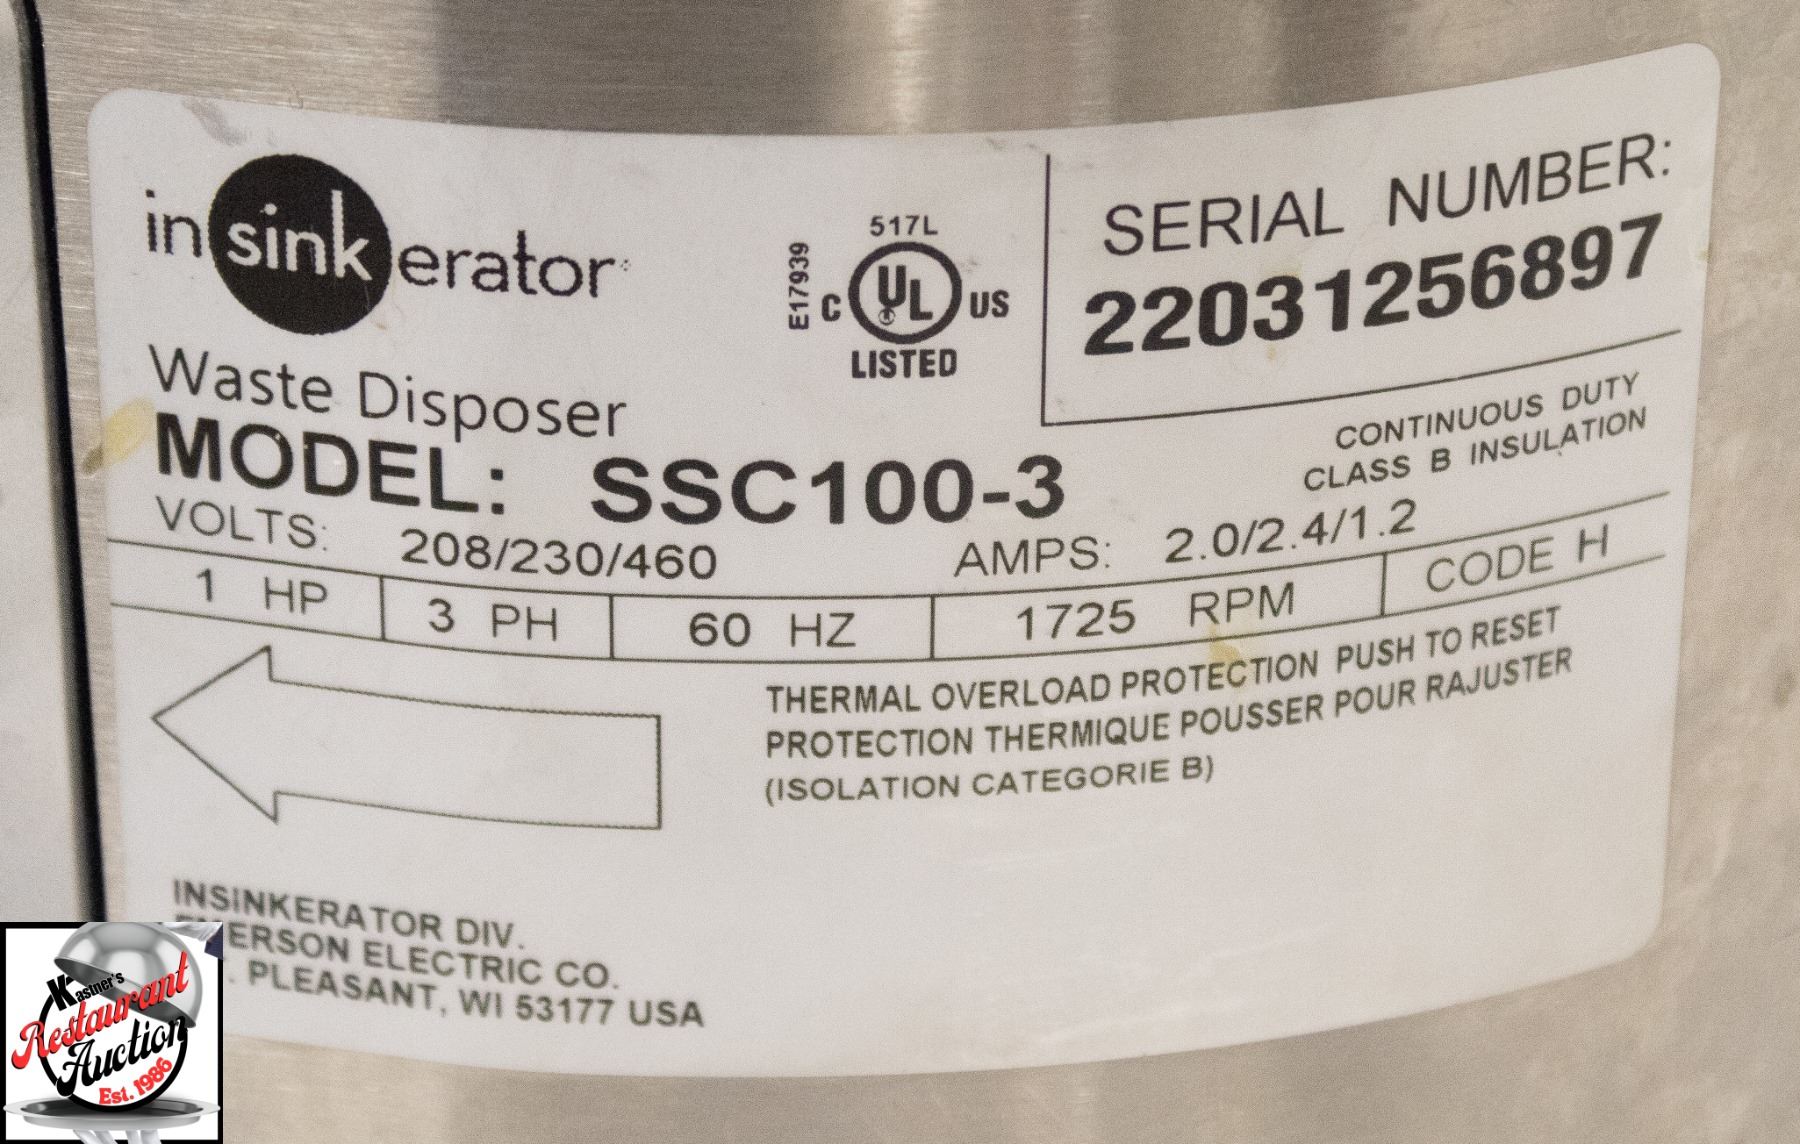 insinkerator
Waste Disposer
MODEL: SSC100-3
517L
E17939
C UL US
LISTED
SERIAL NUMBER:
22031256897
CONTINUOUS DUTY
CLASS B INSULATION
VOLTS: 208/230/460 AMPS: 2.0/2.4/1.2
1 HP 3 PH 60 HZ 1725 RPM CODE H
THERMAL OVERLOAD PROTECTION PUSH TO RESET
PROTECTION THERMIQUE POUSSER POUR RAJUSTER
(ISOLATION CATEGORIE B)
INSINKERATOR DIV.
ERSON ELECTRIC CO.
. PLEASANT, WI 53177 USA
Kastner's
Restaurant
Auction
Est. 1986